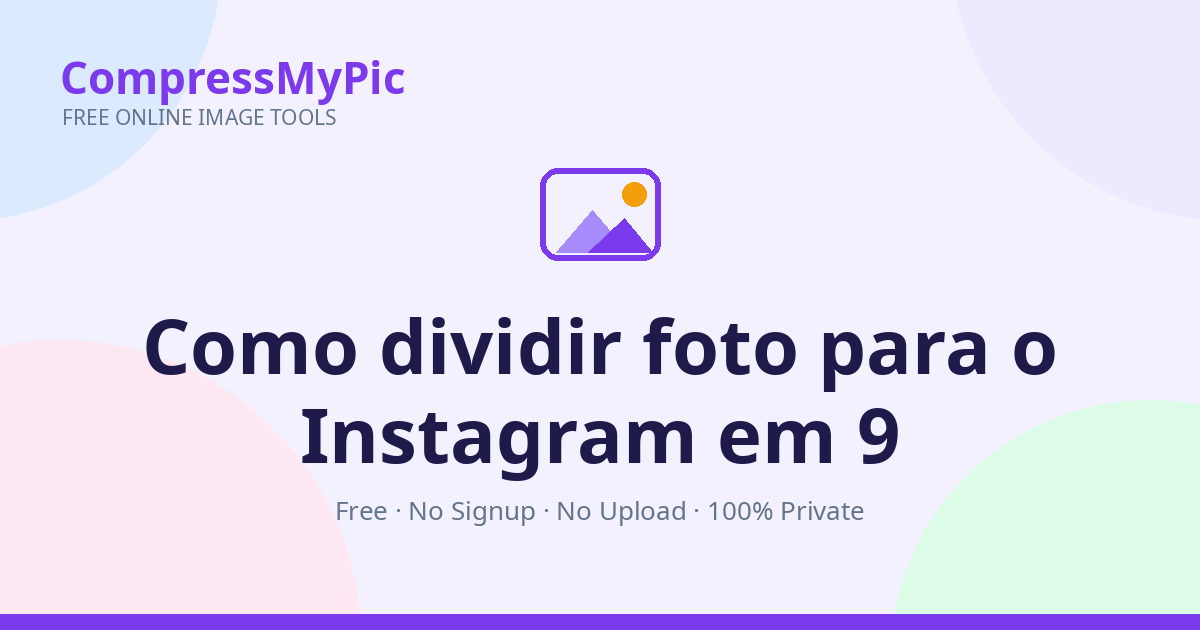 CompressMyPic
FREE ONLINE IMAGE TOOLS
Como dividir foto para o
Instagram em 9
Free · No Signup · No Upload · 100% Private